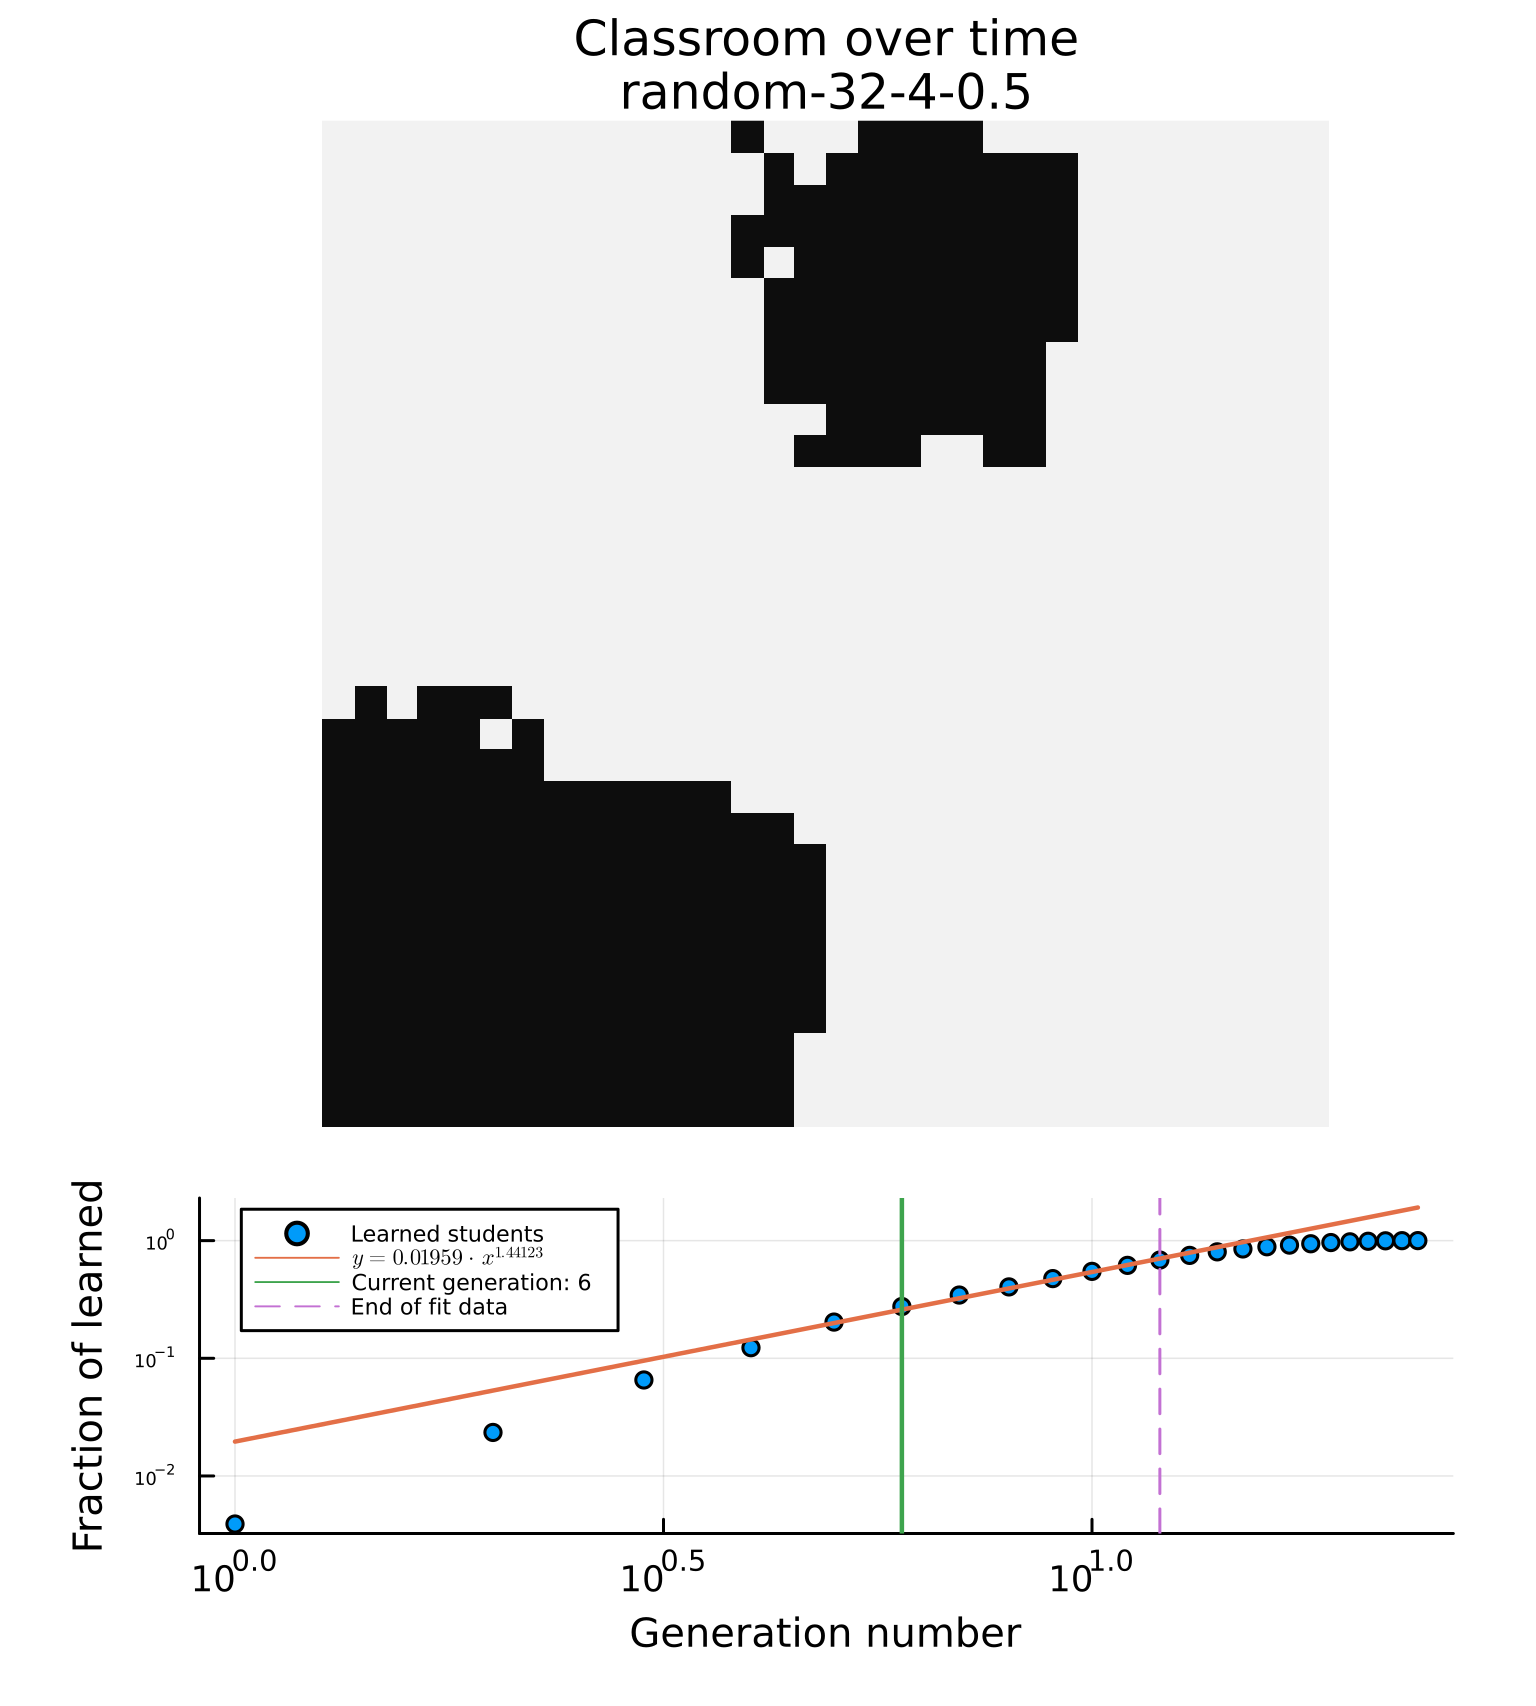 Classroom over time
random-32-4-0.5
Fraction of learned
10⁰
10⁻¹
10⁻²
Learned students
y = 0.01959 · x^1.44123
Current generation: 6
End of fit data
10^0.0
10^0.5
10^1.0
Generation number